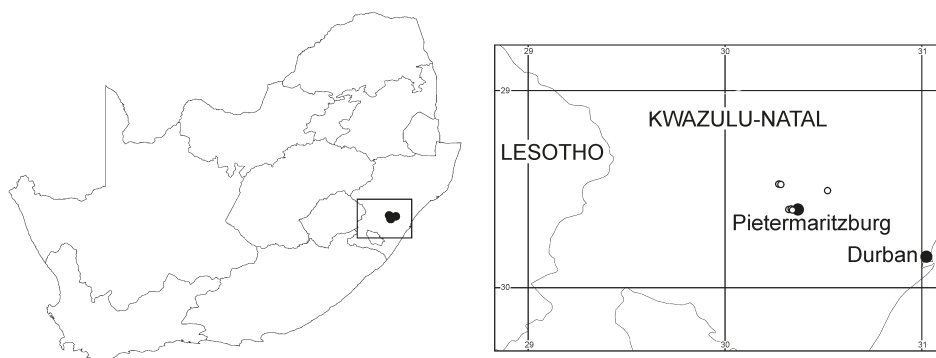 29 30 31
29
KWAZULU-NATAL
LESOTHO
Pietermaritzburg
Durban
30
29 30 31